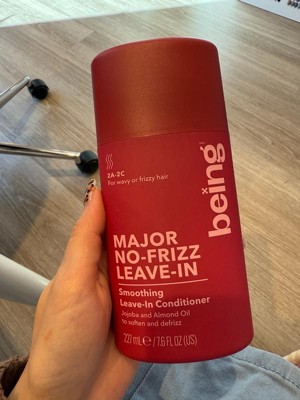 2A-2C
For wavy or frizzy hair
being
MAJOR
NO-FRIZZ
LEAVE-IN
Smoothing
Leave-In Conditioner
Jojoba and Almond Oil
to soften and defrizz
227 mL e / 7.6 FL OZ (US)